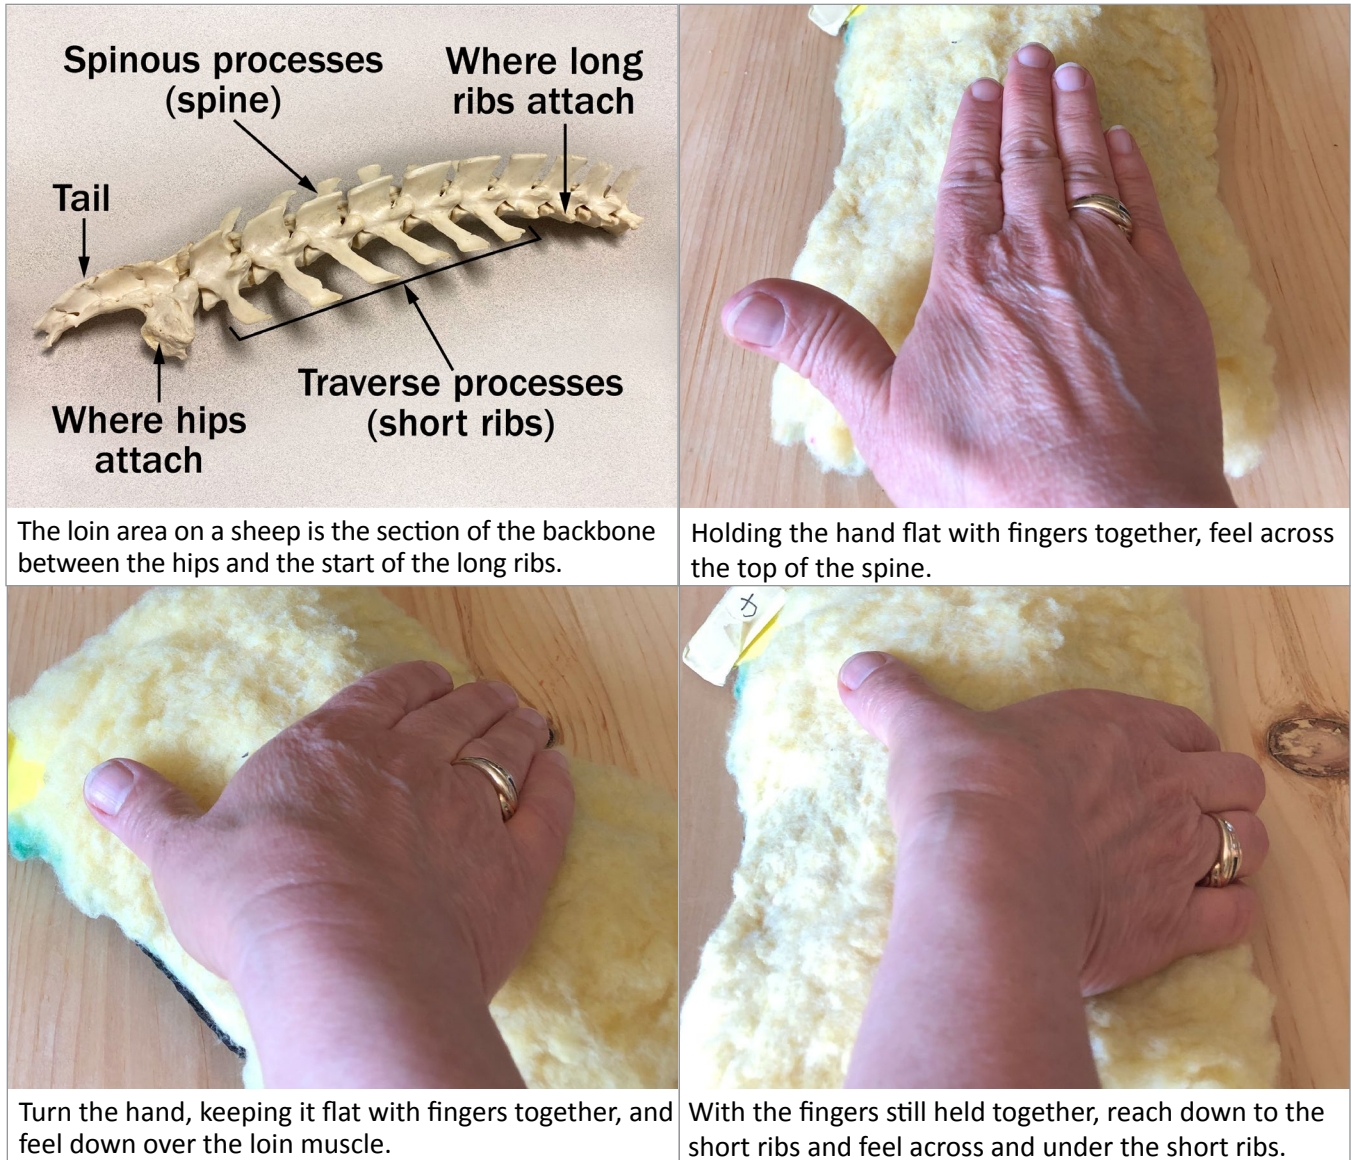 Spinous processes
(spine)
Where long
ribs attach
Tail
Where hips
attach
Traverse processes
(short ribs)
The loin area on a sheep is the section of the backbone
between the hips and the start of the long ribs.
Holding the hand flat with fingers together, feel across
the top of the spine.
Turn the hand, keeping it flat with fingers together, and
feel down over the loin muscle.
With the fingers still held together, reach down to the
short ribs and feel across and under the short ribs.